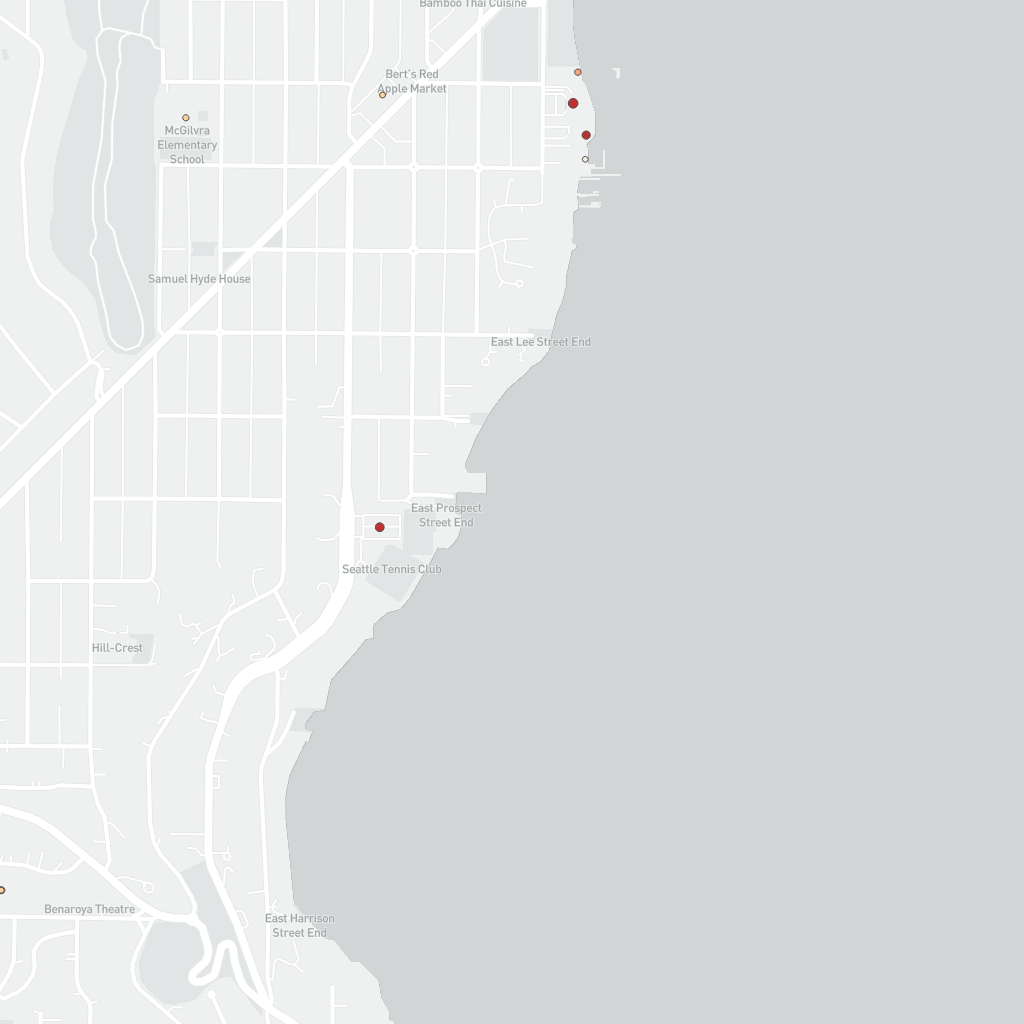 Bamboo Thai Cuisine
Bert's Red
Apple Market
McGilvra
Elementary
School
Samuel Hyde House
East Lee Street End
East Prospect
Street End
Seattle Tennis Club
Hill-Crest
Benaroya Theatre
East Harrison
Street End